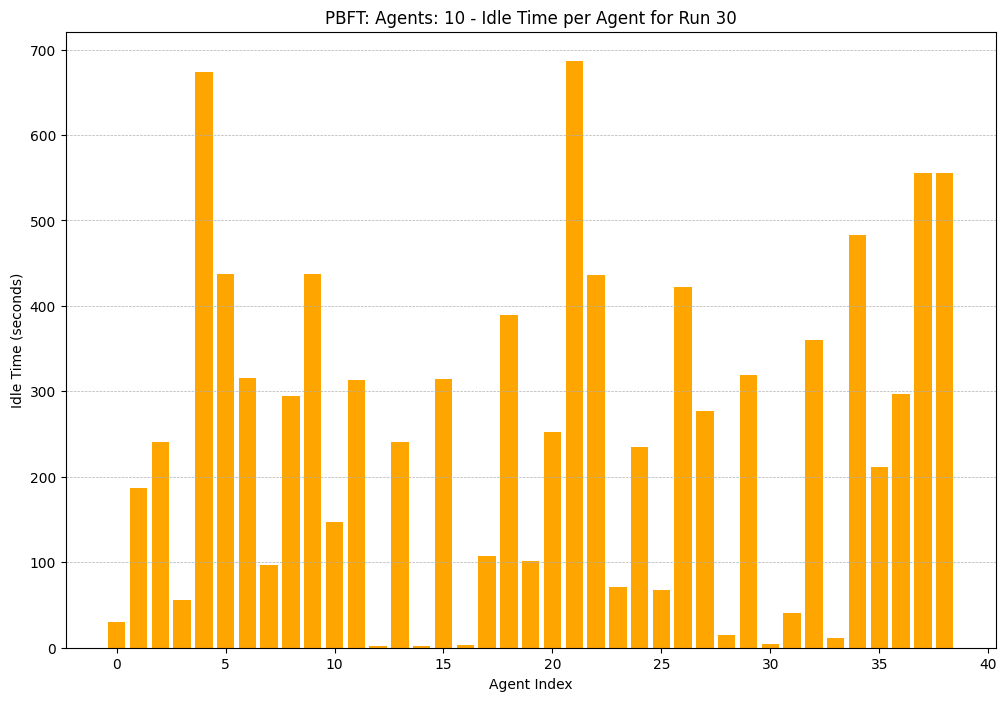 PBFT: Agents: 10 - Idle Time per Agent for Run 30
700
600
500
400
300
200
100
0
Idle Time (seconds)
0 5 10 15 20 25 30 35 40
Agent Index